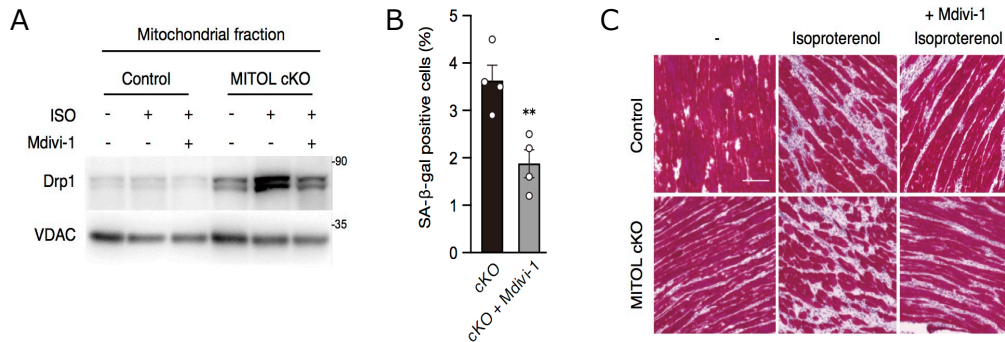 A
Mitochondrial fraction
Control MITOL cKO
- + + - + + ISO
- - + - - + Mdivi-1
-90
Drp1
-35
VDAC
B
SA-β-gal positive cells (%)
5
4
3
2
1
0
**
cKO
cKO + Mdivi-1
C
+ Mdivi-1
- Isoproterenol Isoproterenol
Control
MITOL cKO